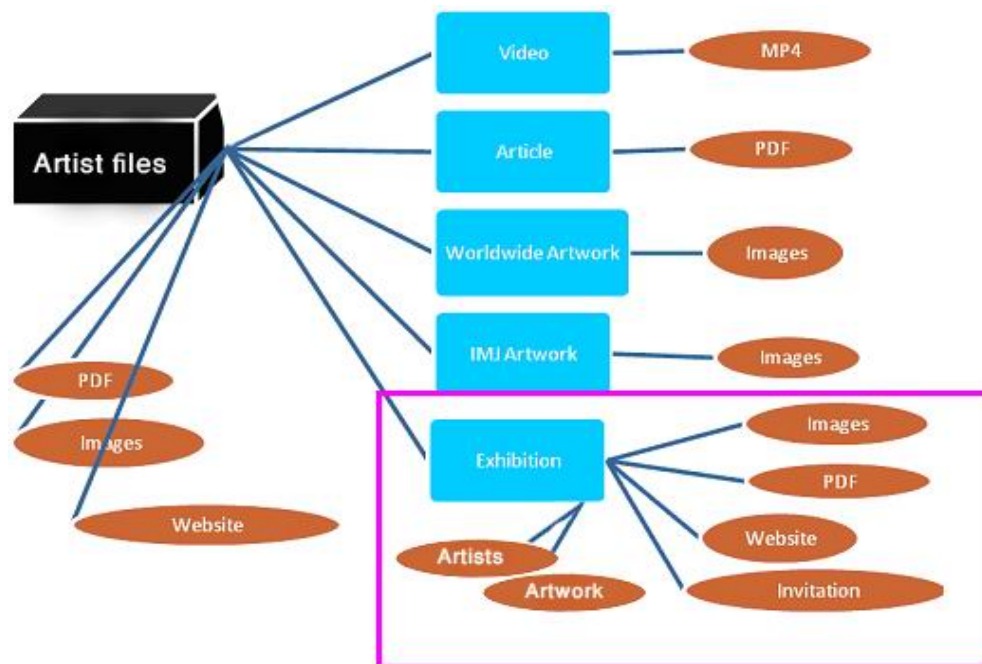 Video
MP4
Artist files
Article
PDF
Worldwide Artwork
Images
IMJ Artwork
Images
PDF
Images
Website
Exhibition
Images
PDF
Website
Invitation
Artists
Artwork